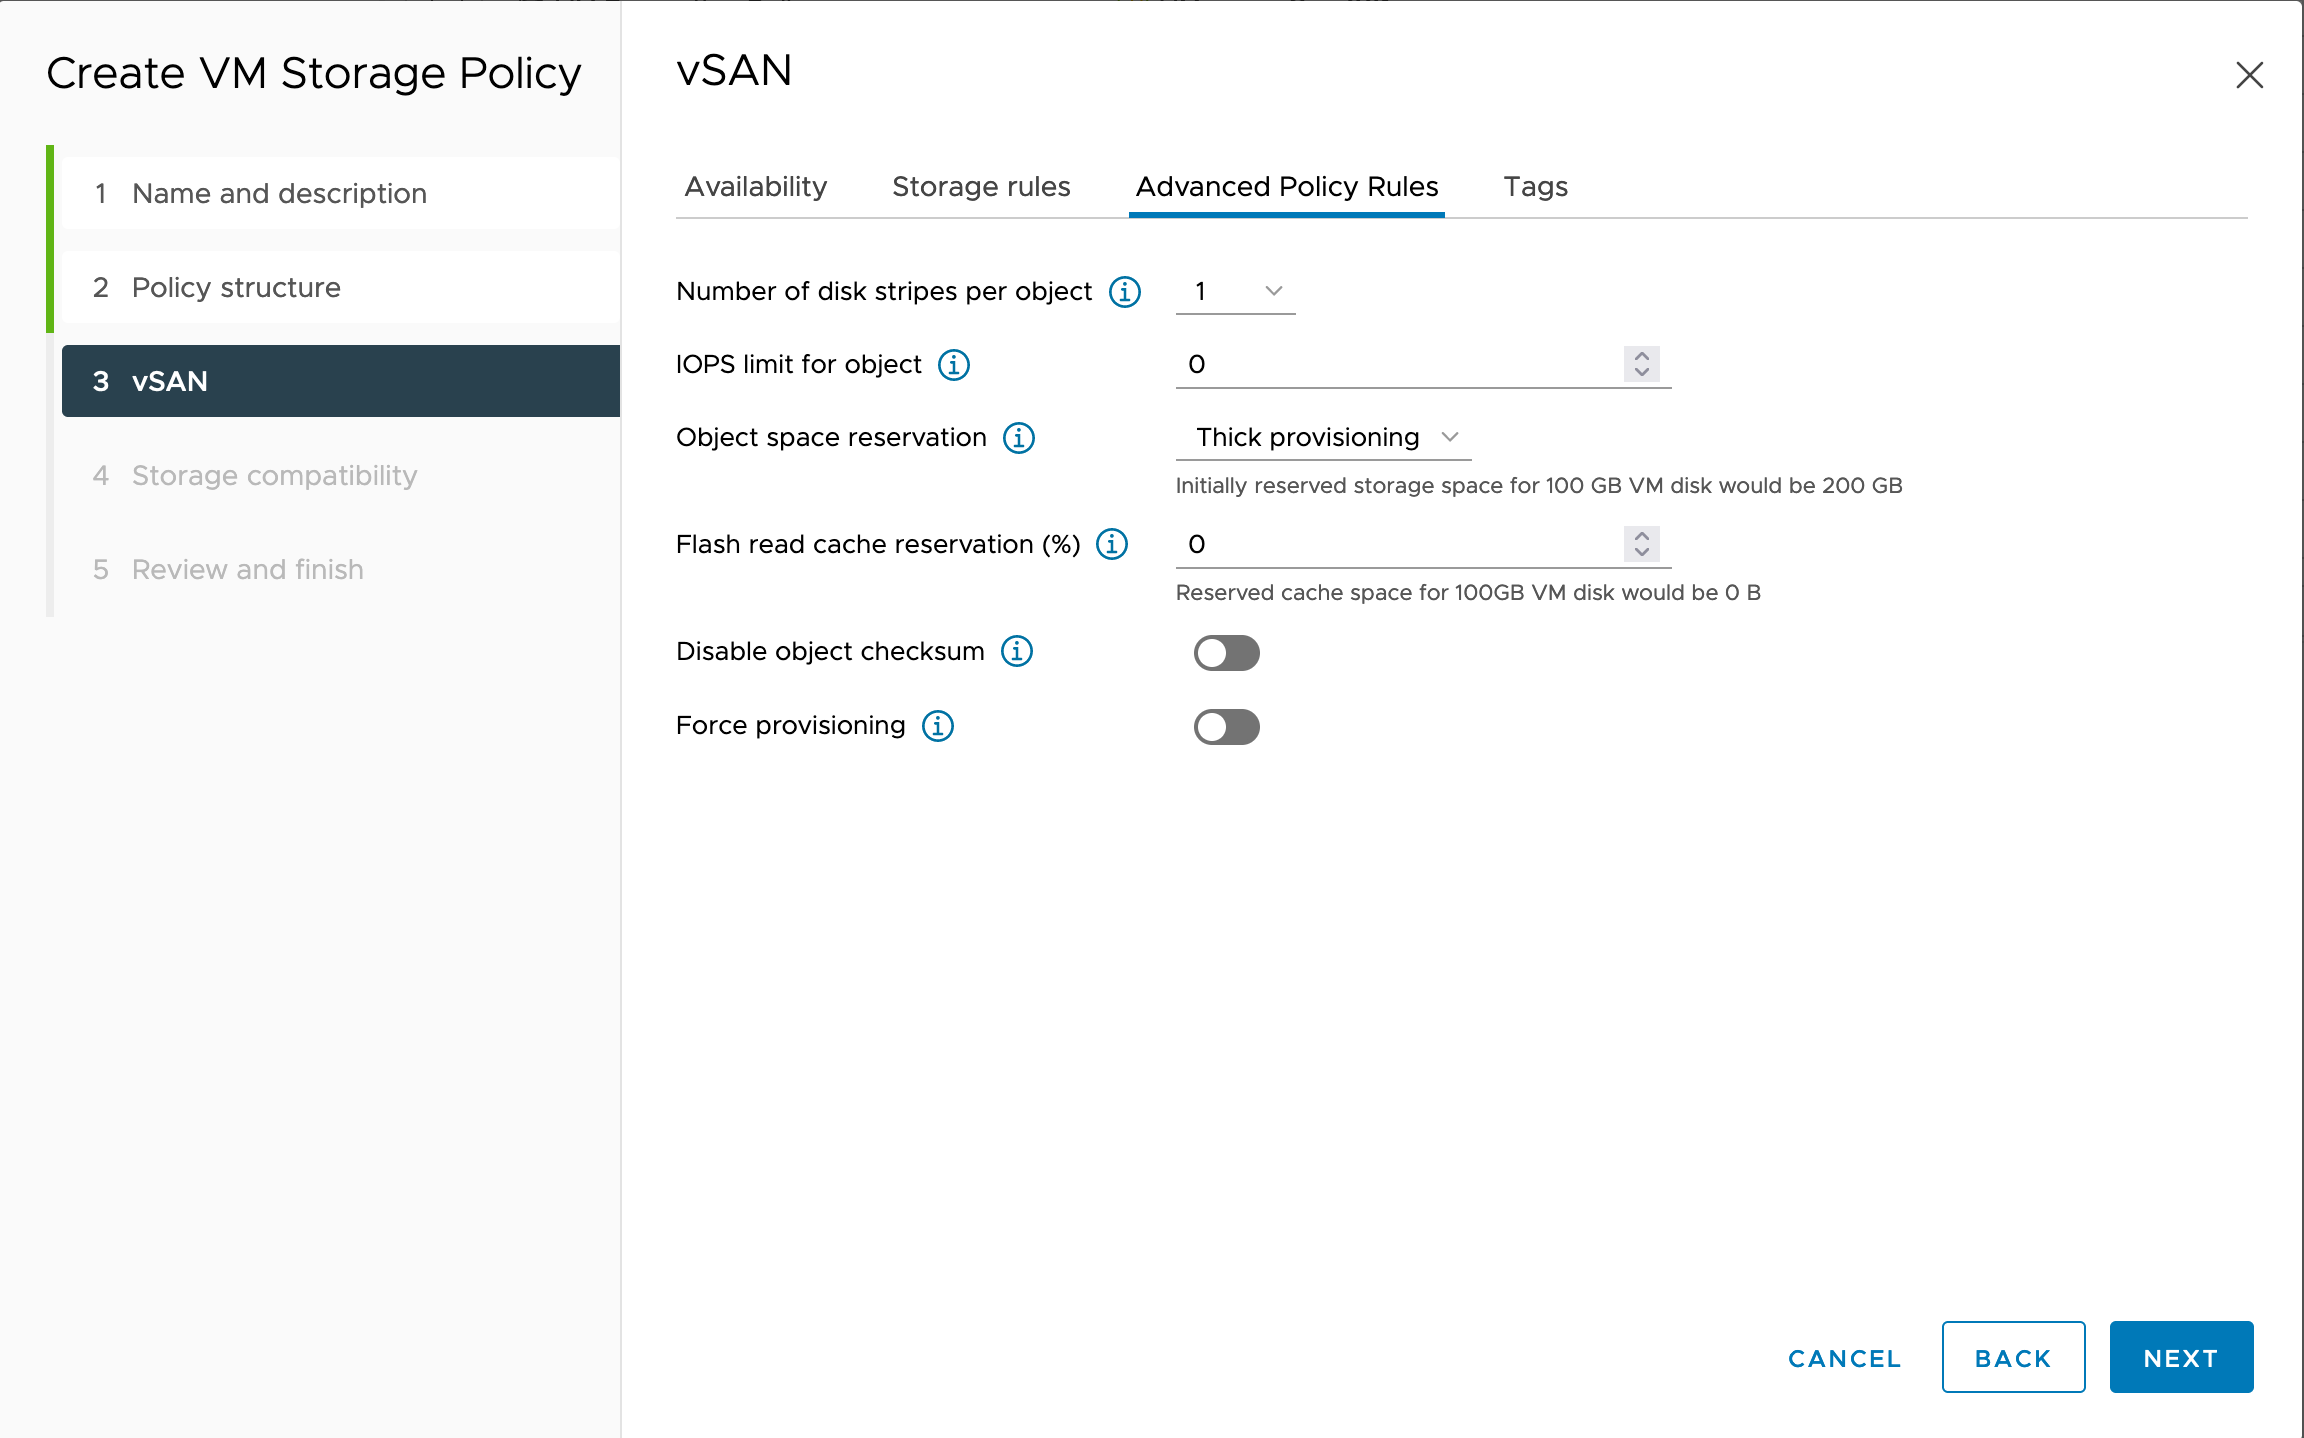 Create VM Storage Policy
1 Name and description
2 Policy structure
3 vSAN
4 Storage compatibility
5 Review and finish
vSAN
Availability Storage rules Advanced Policy Rules Tags
Number of disk stripes per object 1
IOPS limit for object 0
Object space reservation Thick provisioning
Initially reserved storage space for 100 GB VM disk would be 200 GB
Flash read cache reservation (%) 0
Reserved cache space for 100GB VM disk would be 0 B
Disable object checksum
Force provisioning
CANCEL BACK NEXT